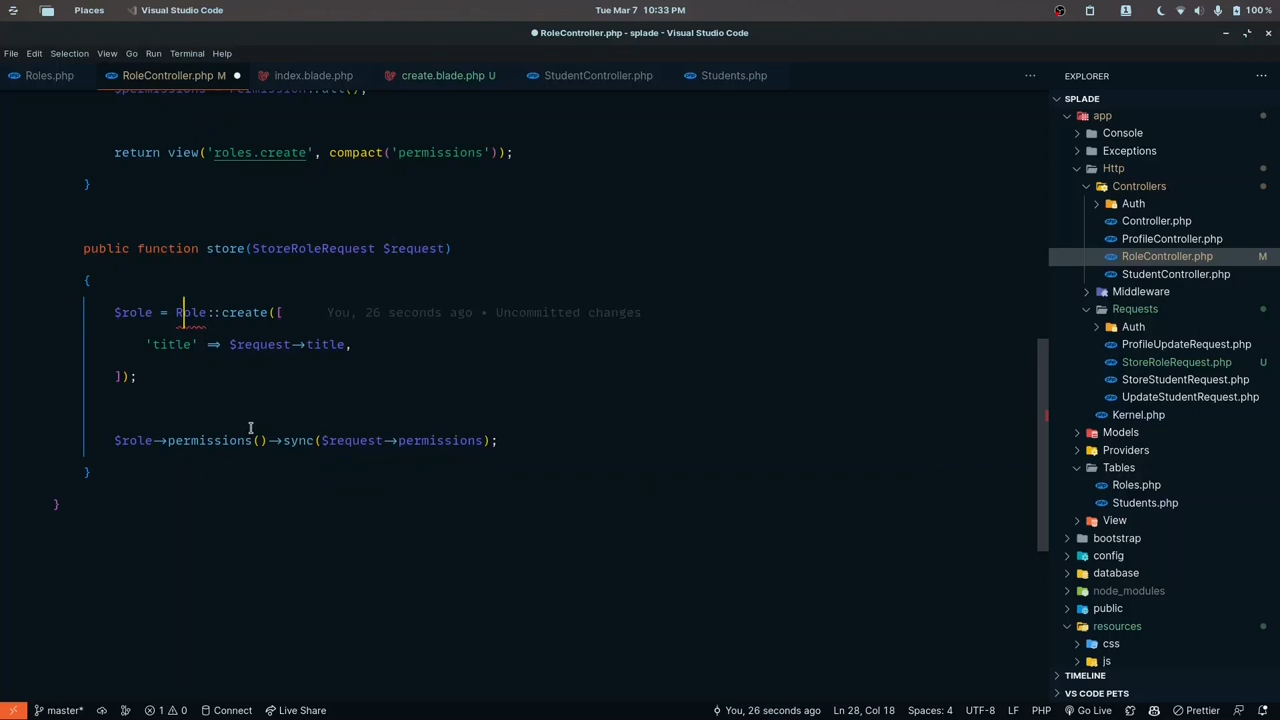 Places
Visual Studio Code
Tue Mar 7 10:33 PM
100 %
RoleController.php - splade - Visual Studio Code
File Edit Selection View Go Run Terminal Help
Roles.php
RoleController.php M
index.blade.php
create.blade.php U
StudentController.php
Students.php
EXPLORER
return view('roles.create', compact('permissions'));
}
public function store(StoreRoleRequest $request)
{
$role = Role::create([
You, 26 seconds ago • Uncommitted changes
'title' => $request->title,
]);
$role->permissions()->sync($request->permissions);
}
}
SPLADE
app
Console
Exceptions
Http
Controllers
Auth
Controller.php
ProfileController.php
RoleController.php M
StudentController.php
Middleware
Requests
Auth
ProfileUpdateRequest.php
StoreRoleRequest.php U
StoreStudentRequest.php
UpdateStudentRequest.php
Kernel.php
Models
Providers
Tables
Roles.php
Students.php
View
bootstrap
config
database
node_modules
public
resources
css
js
TIMELINE
VS CODE PETS
master*
1 0
Connect
Live Share
You, 26 seconds ago
Ln 28, Col 18
Spaces: 4
UTF-8
LF
PHP
Go Live
Prettier